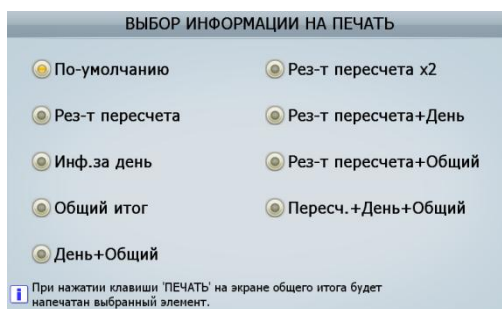 ВЫБОР ИНФОРМАЦИИ НА ПЕЧАТЬ
По-умолчанию
Рез-т пересчета x2
Рез-т пересчета
Рез-т пересчета+День
Инф.за день
Рез-т пересчета+Общий
Общий итог
Пересч.+День+Общий
День+Общий
При нажатии клавиши 'ПЕЧАТЬ' на экране общего итога будет
напечатан выбранный элемент.